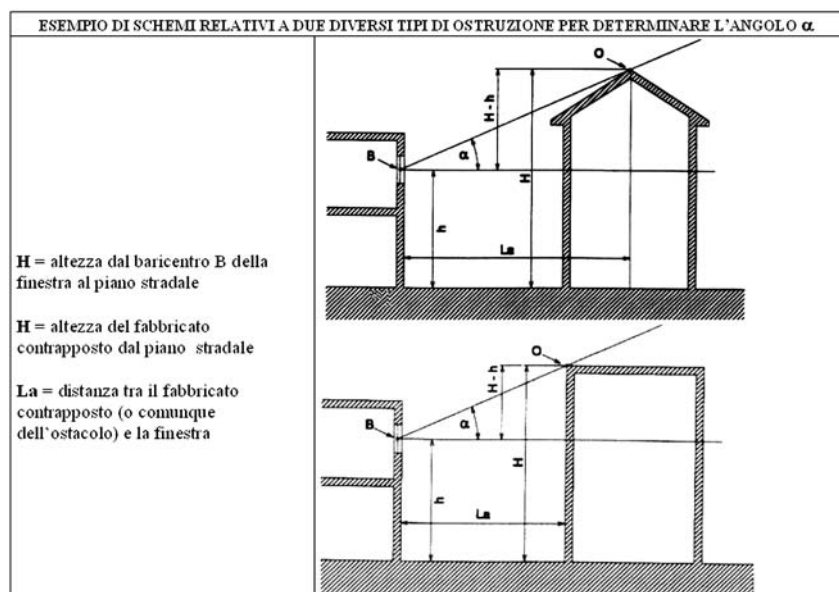 ESEMPIO DI SCHEMI RELATIVI A DUE DIVERSI TIPI DI OSTRUZIONE PER DETERMINARE L'ANGOLO α
H = altezza dal baricentro B della
finestra al piano stradale
H = altezza del fabbricato
contrapposto dal piano stradale
La = distanza tra il fabbricato
contrapposto (o comunque
dell'ostacolo) e la finestra
O
H - h
B
α
H
h
La
O
H - h
B
α
H
h
La